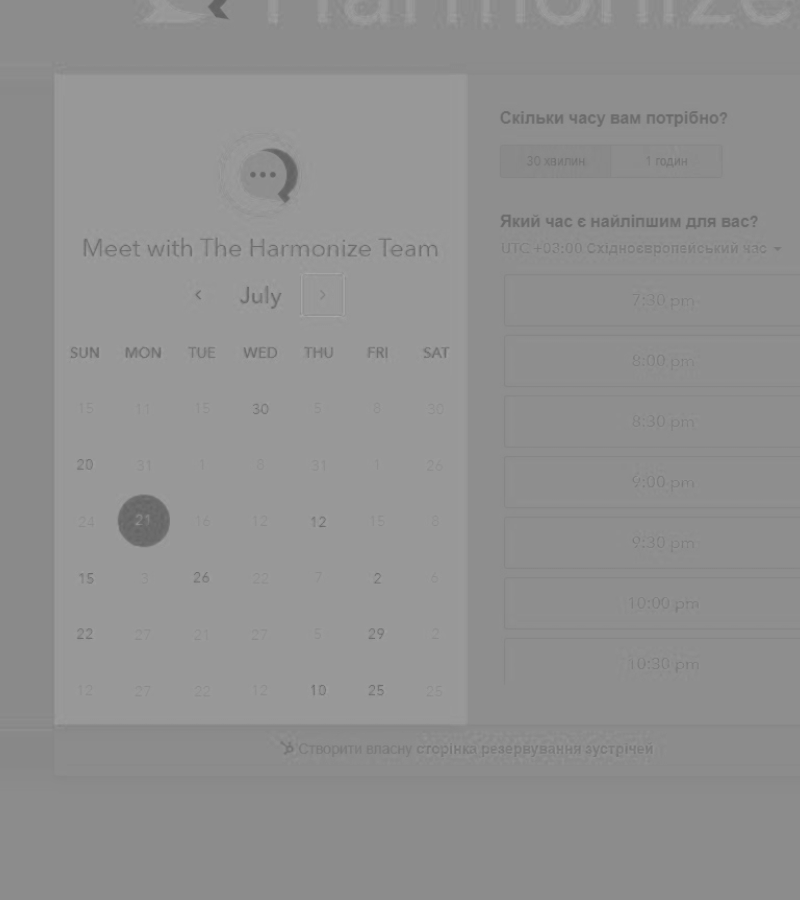 Harmonize
Meet with The Harmonize Team
July
SUN MON TUE WED THU FRI SAT
15 11 15 30 5 8 30
20 31 1 8 31 1 26
24 21 16 12 12 15 8
15 3 26 22 7 2 6
22 27 21 27 5 29 2
12 27 22 12 10 25 25
Скільки часу вам потрібно?
30 хвилин 1 годин
Який час є найліпшим для вас?
UTC +03:00 Східноєвропейський час
7:30 pm
8:00 pm
8:30 pm
9:00 pm
9:30 pm
10:00 pm
10:30 pm
Створити власну сторінка резервування зустрічей